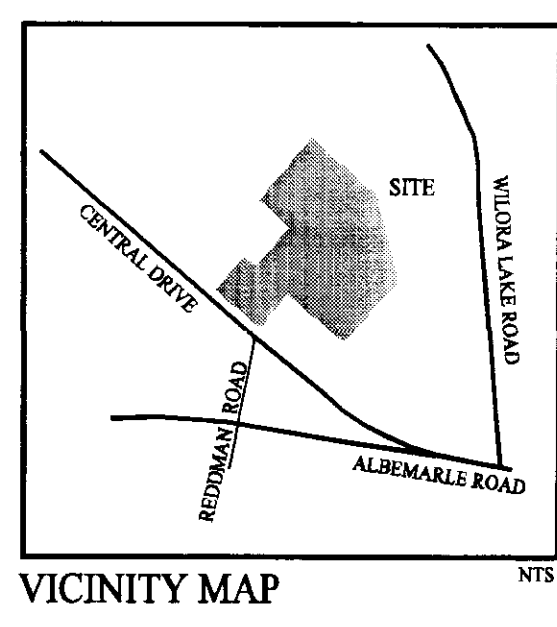 SITE
WILORA LAKE ROAD
CENTRAL DRIVE
REDDMAN ROAD
ALBEMARLE ROAD
VICINITY MAP
NTS